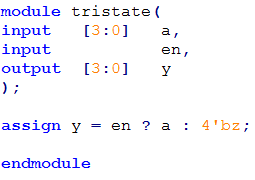 module tristate(
input [3:0] a,
input en,
output [3:0] y
);
assign y = en ? a : 4'bz;
endmodule